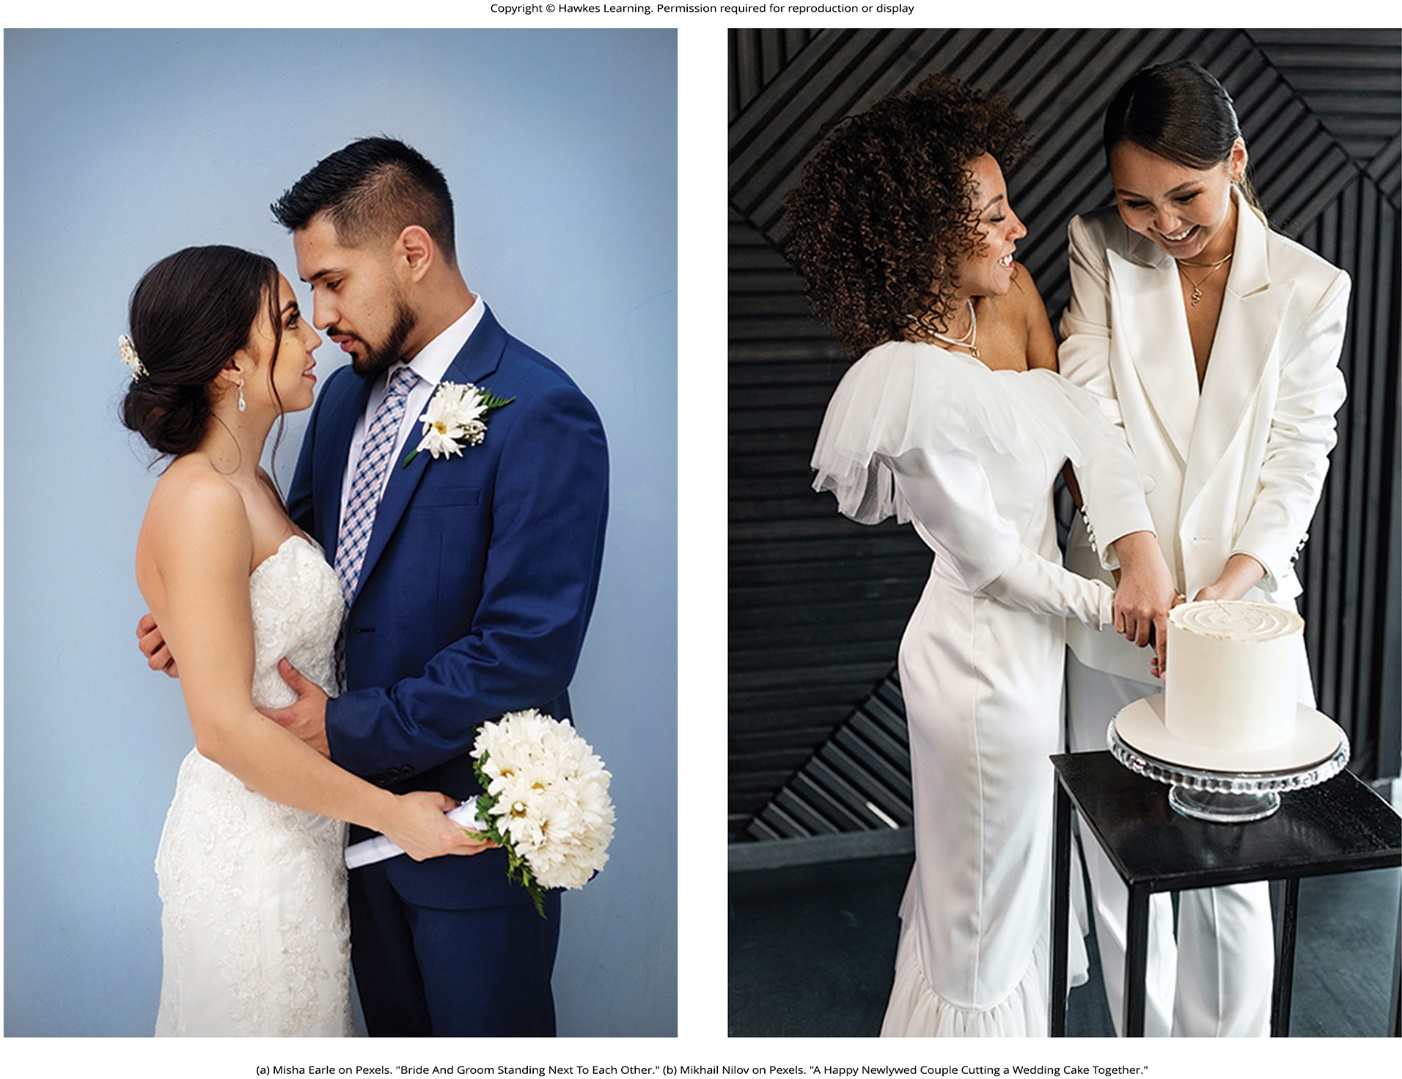 Copyright © Hawkes Learning. Permission required for reproduction or display
(a) Misha Earle on Pexels. "Bride And Groom Standing Next To Each Other." (b) Mikhail Nilov on Pexels. "A Happy Newlywed Couple Cutting a Wedding Cake Together."